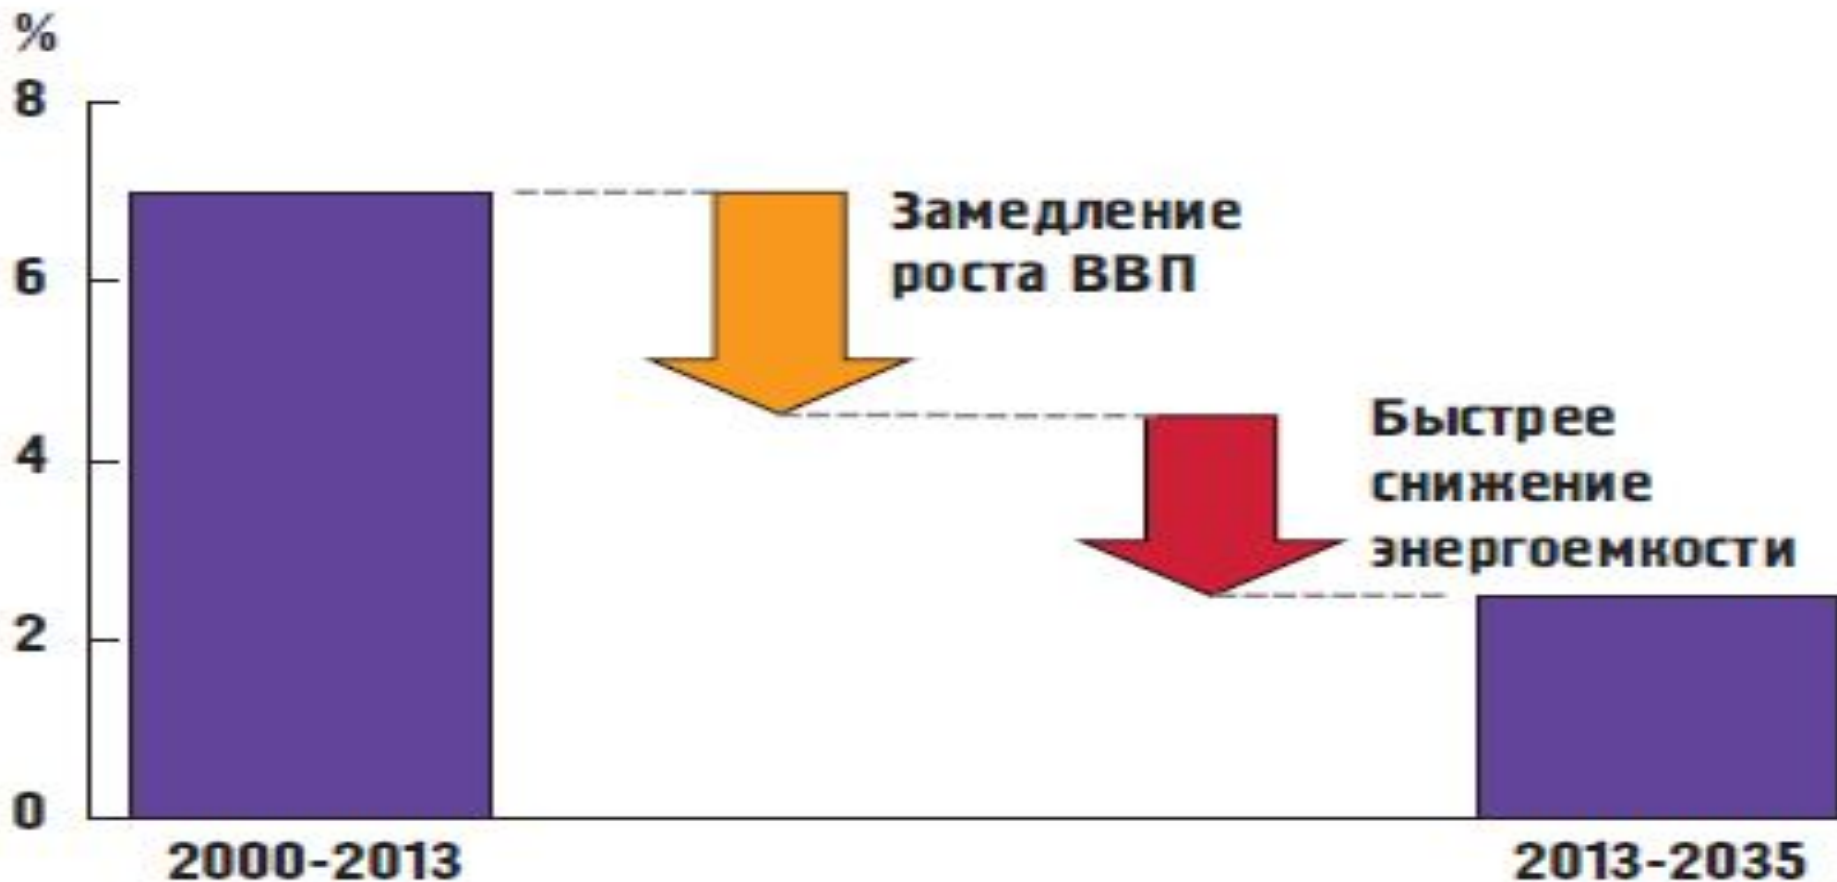 %
8
6
4
2
0
Замедление
роста ВВП
Быстрее
снижение
энергоемкости
2000-2013
2013-2035